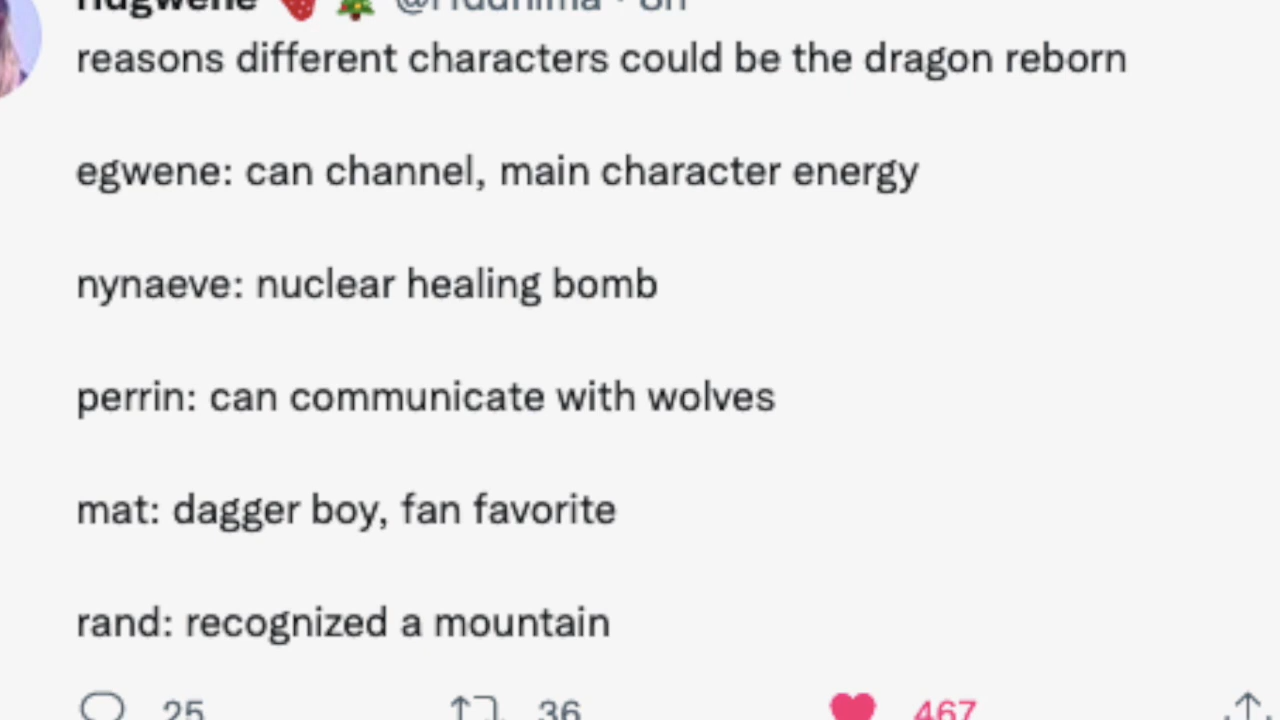 reasons different characters could be the dragon reborn
egwene: can channel, main character energy
nynaeve: nuclear healing bomb
perrin: can communicate with wolves
mat: dagger boy, fan favorite
rand: recognized a mountain
25 36 467